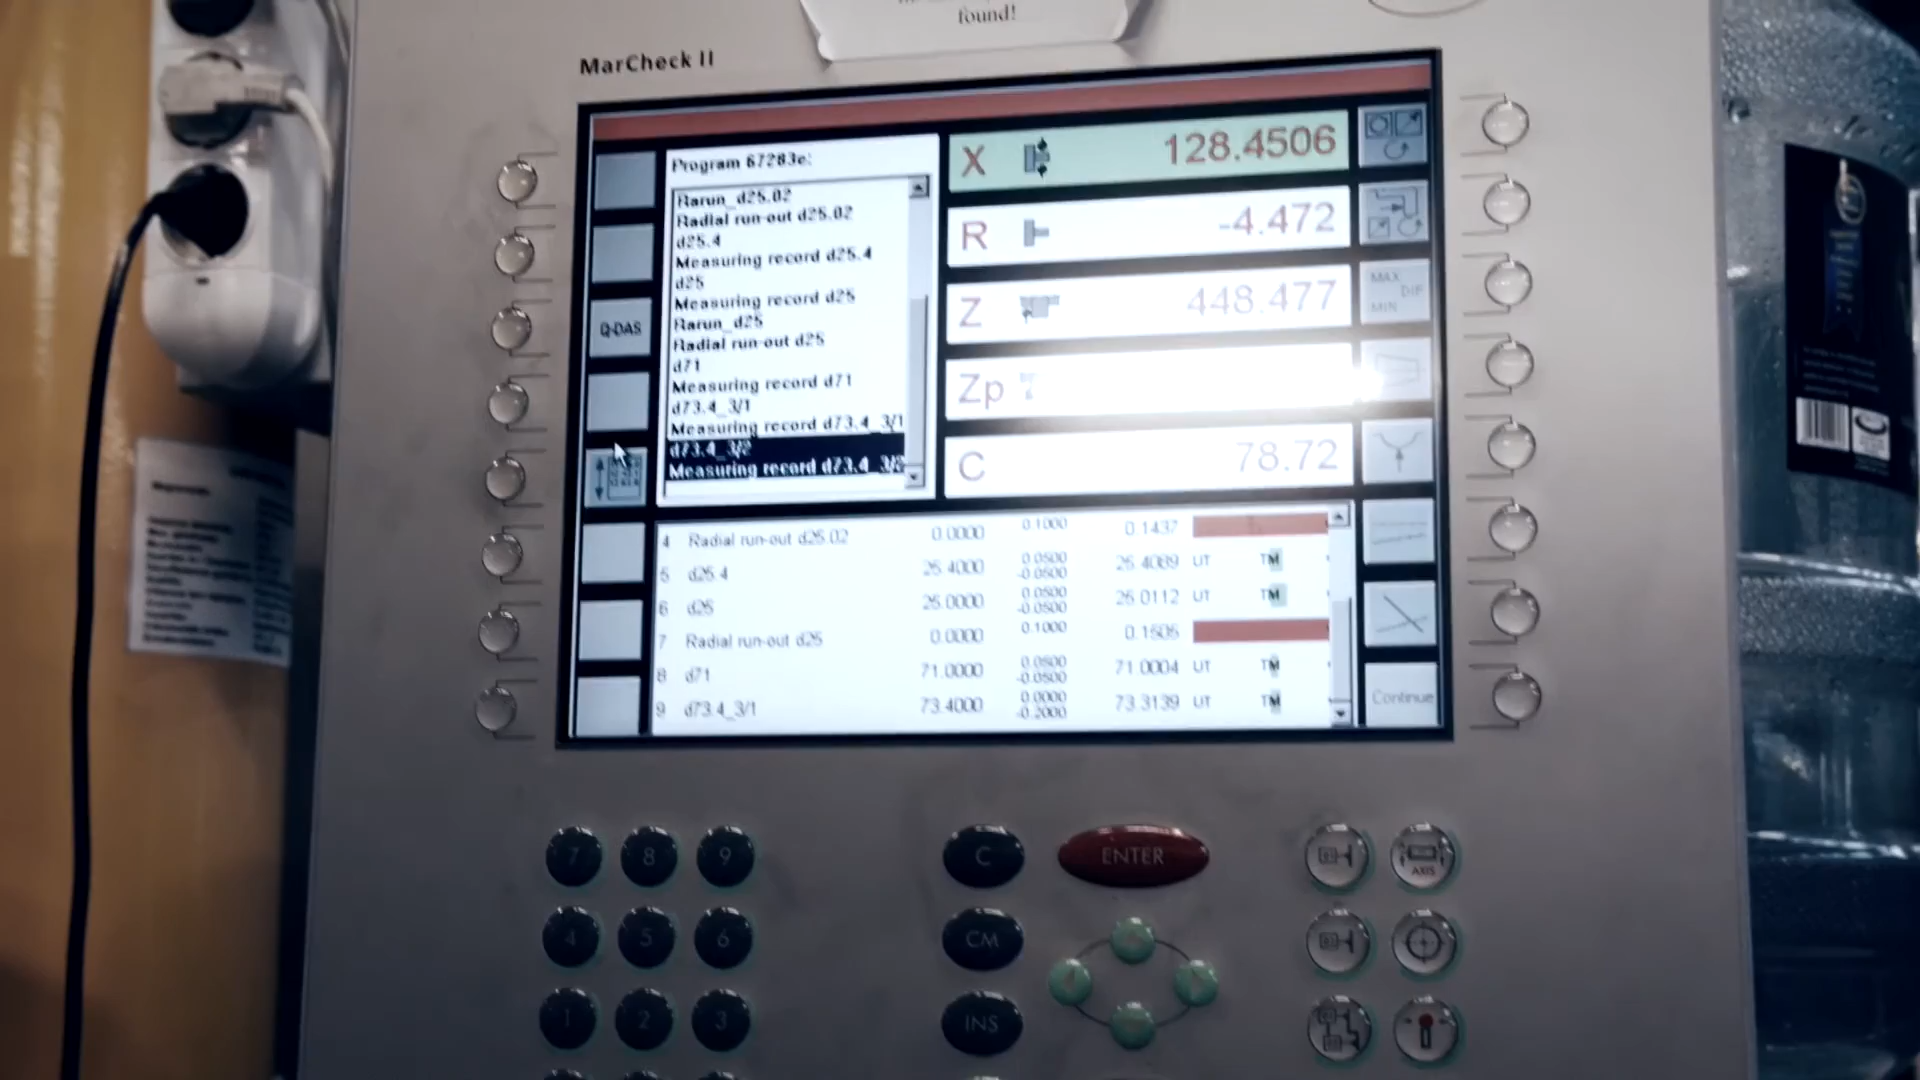 found!
MarCheck II
Program 67283e:
Rarun_d25.02
Radial run-out d25.02
d25.4
Measuring record d25.4
d25
Measuring record d25
Rarun_d25
Radial run-out d25
d71
Measuring record d71
d73.4_3/1
Measuring record d73.4_3/1
d73.4_3/2
Measuring record d73.4_3/2
Q-DAS
X 128.4506
R -4.472
Z 448.477
Zp
C 78.72
MAX
DIF
MIN
4 Radial run-out d25.02 0.0000 0.1000 0.1437
5 d25.4 25.4000 0.0500 -0.0500 25.4089 UT TM
6 d25 25.0000 0.0500 -0.0500 25.0112 UT TM
7 Radial run-out d25 0.0000 0.1000 0.1505
8 d71 71.0000 0.0500 -0.0500 71.0004 UT TM
9 d73.4_3/1 73.4000 0.0000 -0.2000 73.3139 UT TM
Continue
7 8 9 C ENTER
AXIS
4 5 6 CM
1 2 3 INS